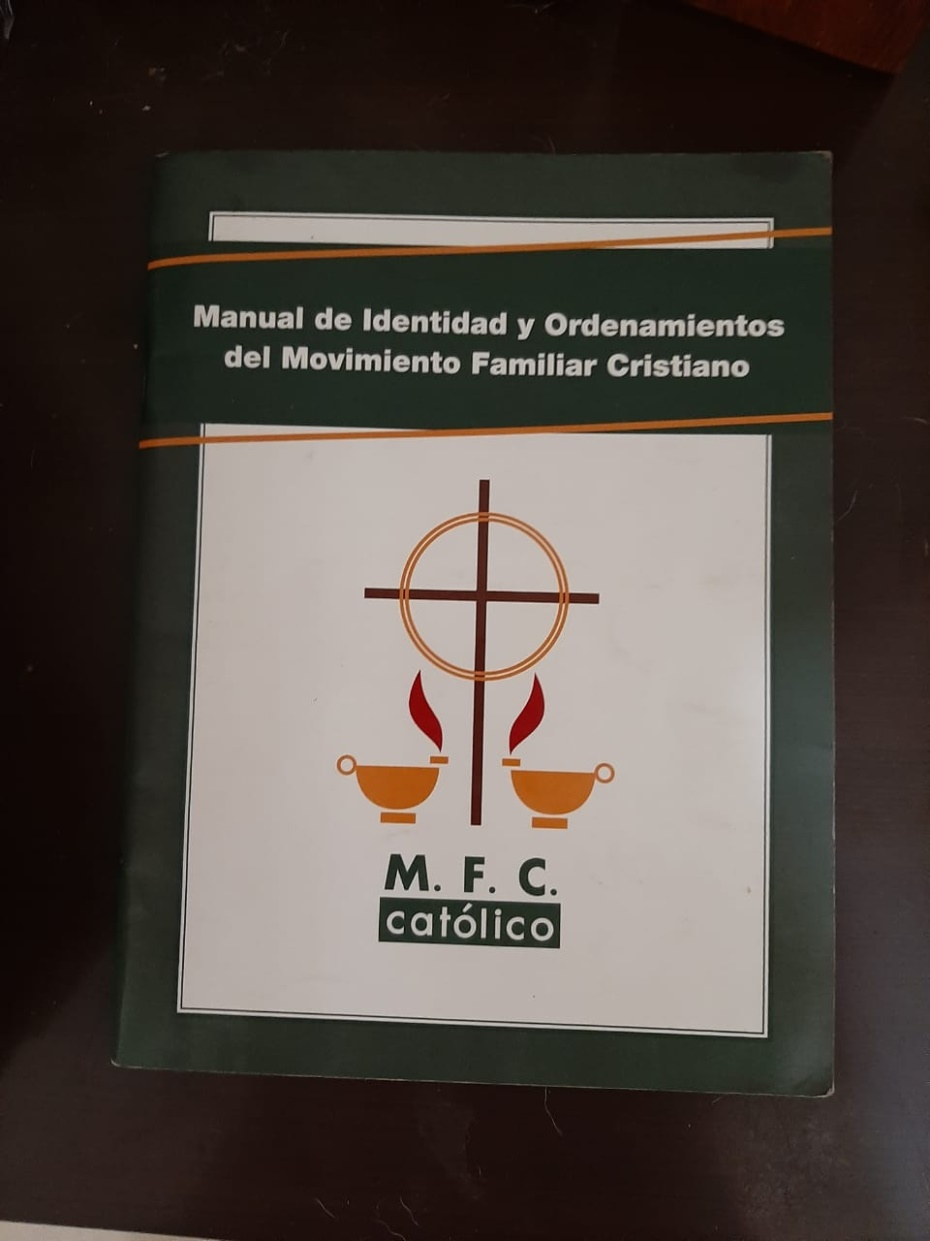 Manual de Identidad y Ordenamientos
del Movimiento Familiar Cristiano
M. F. C.
católico